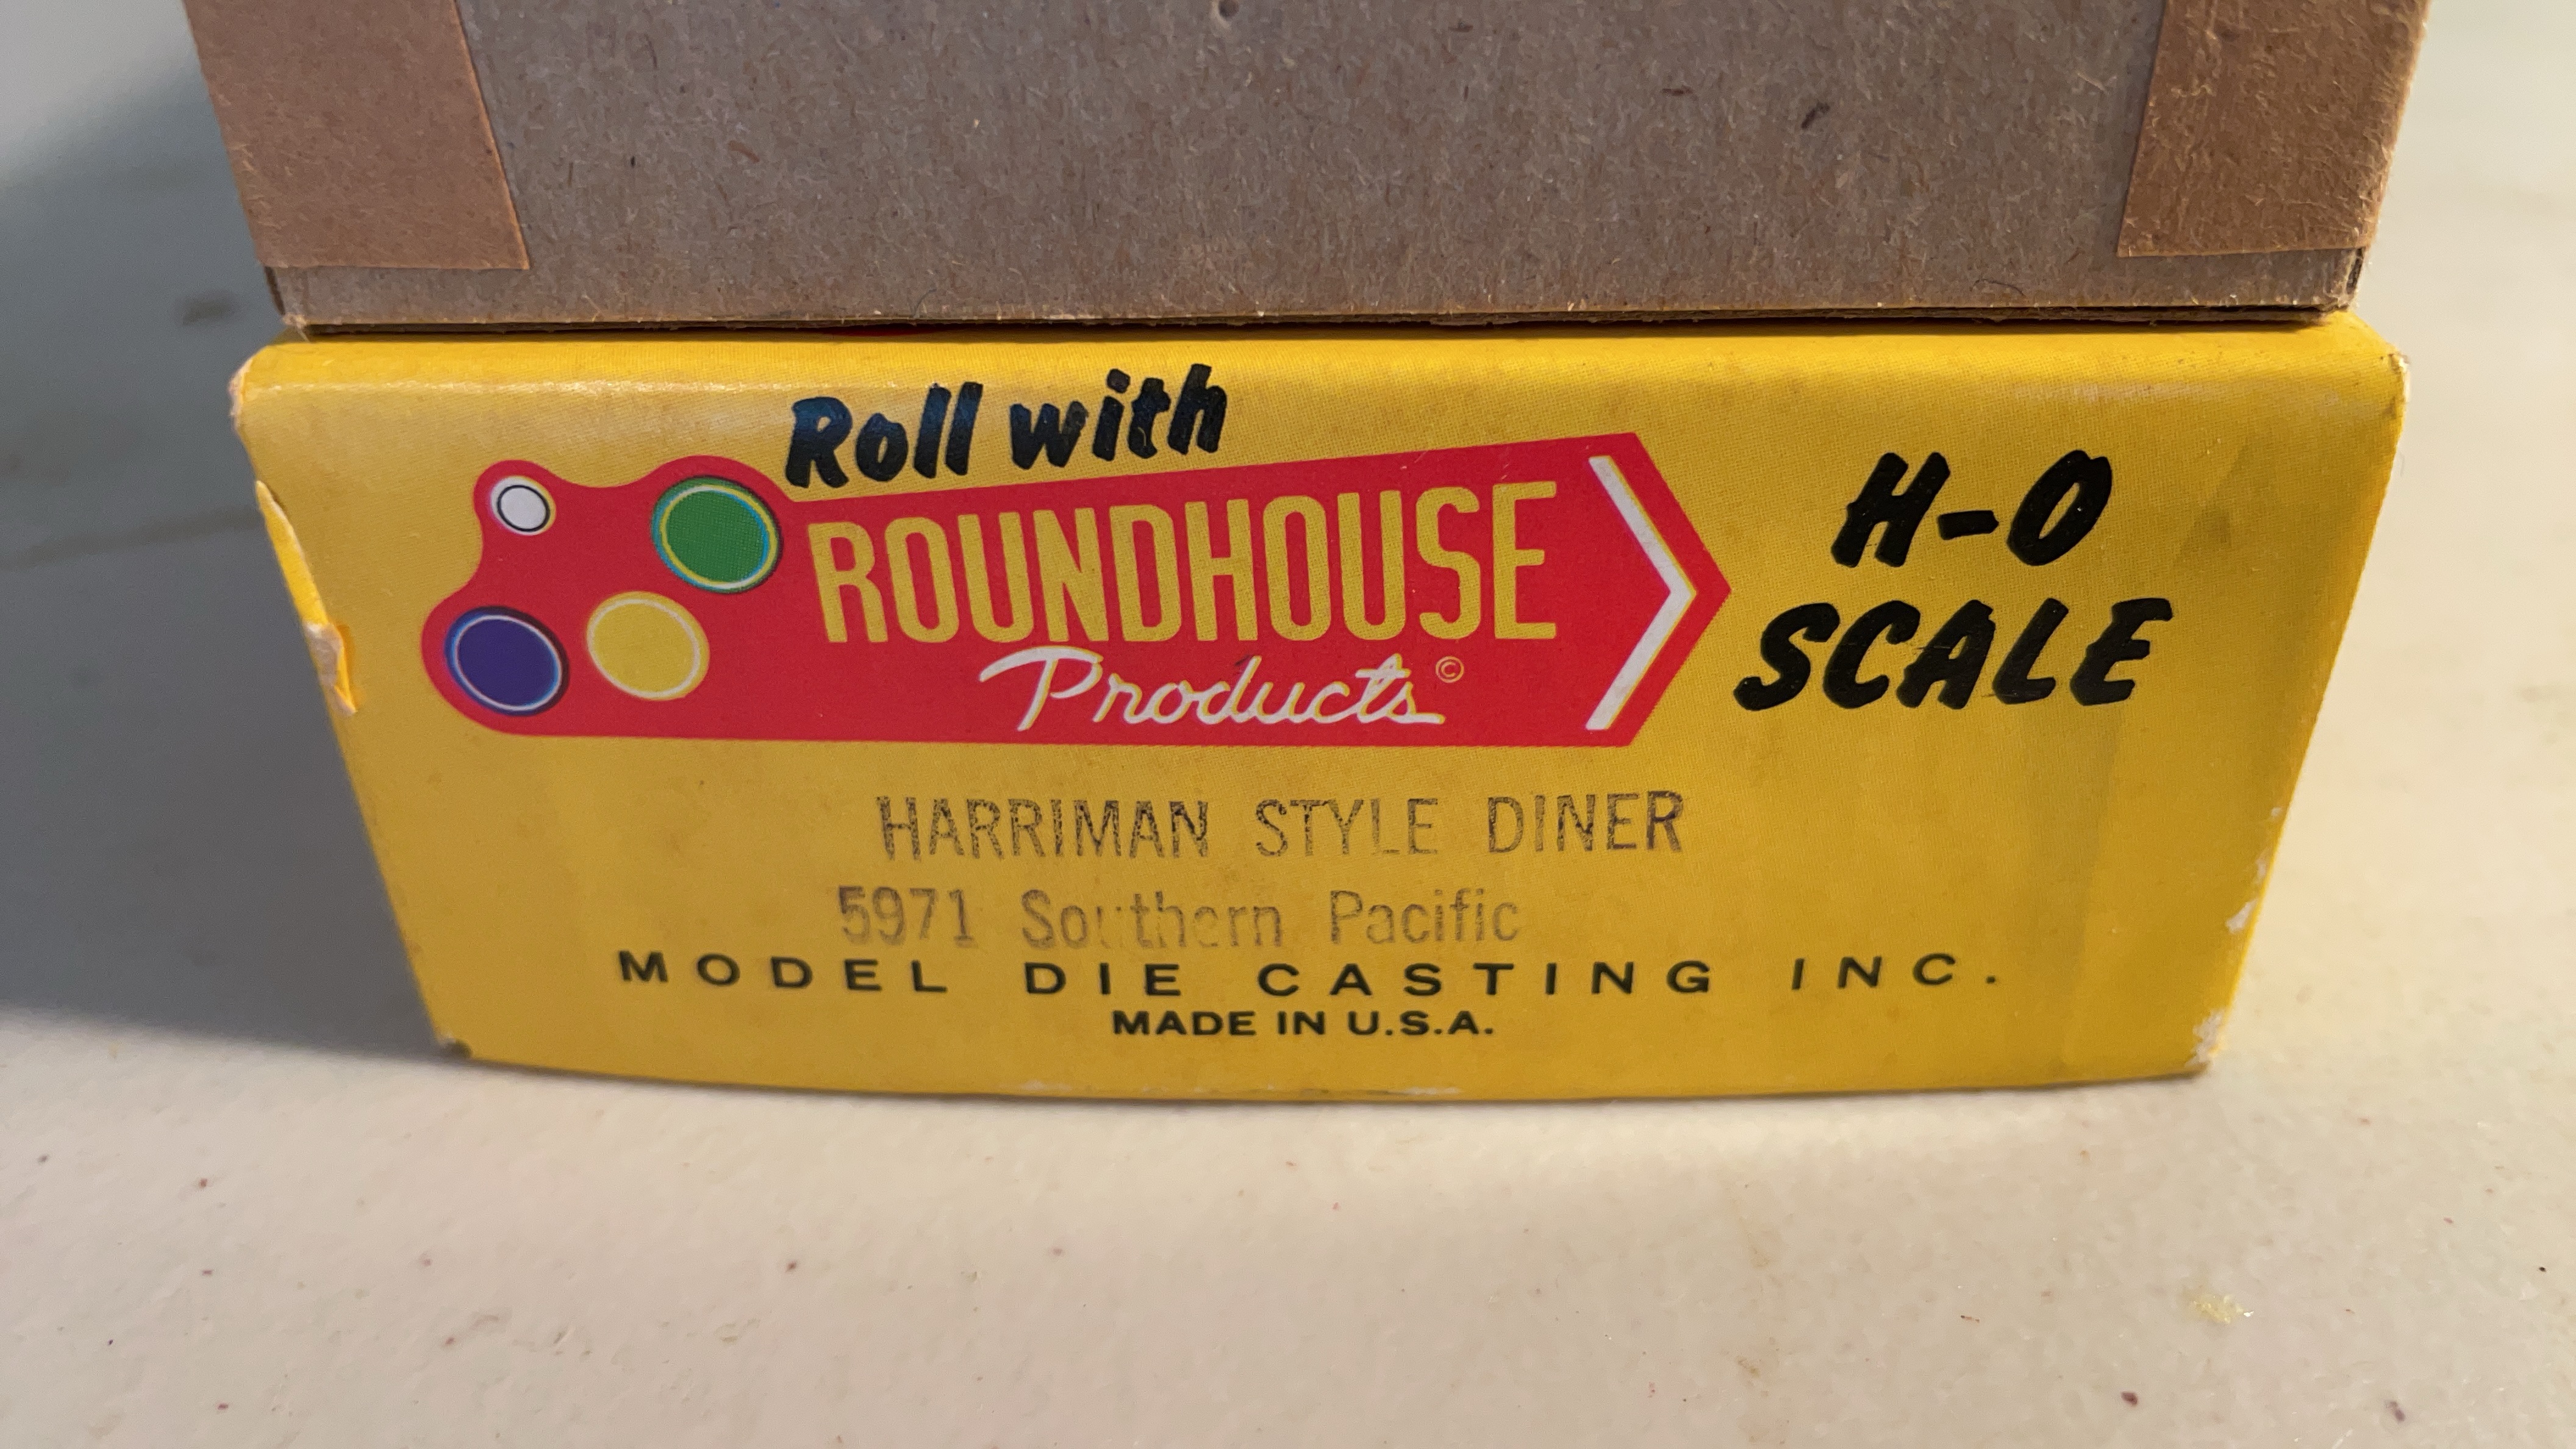 Roll with
ROUNDHOUSE
Products©
H-O
SCALE
HARRIMAN STYLE DINER
5971 Southern Pacific
MODEL DIE CASTING INC.
MADE IN U.S.A.